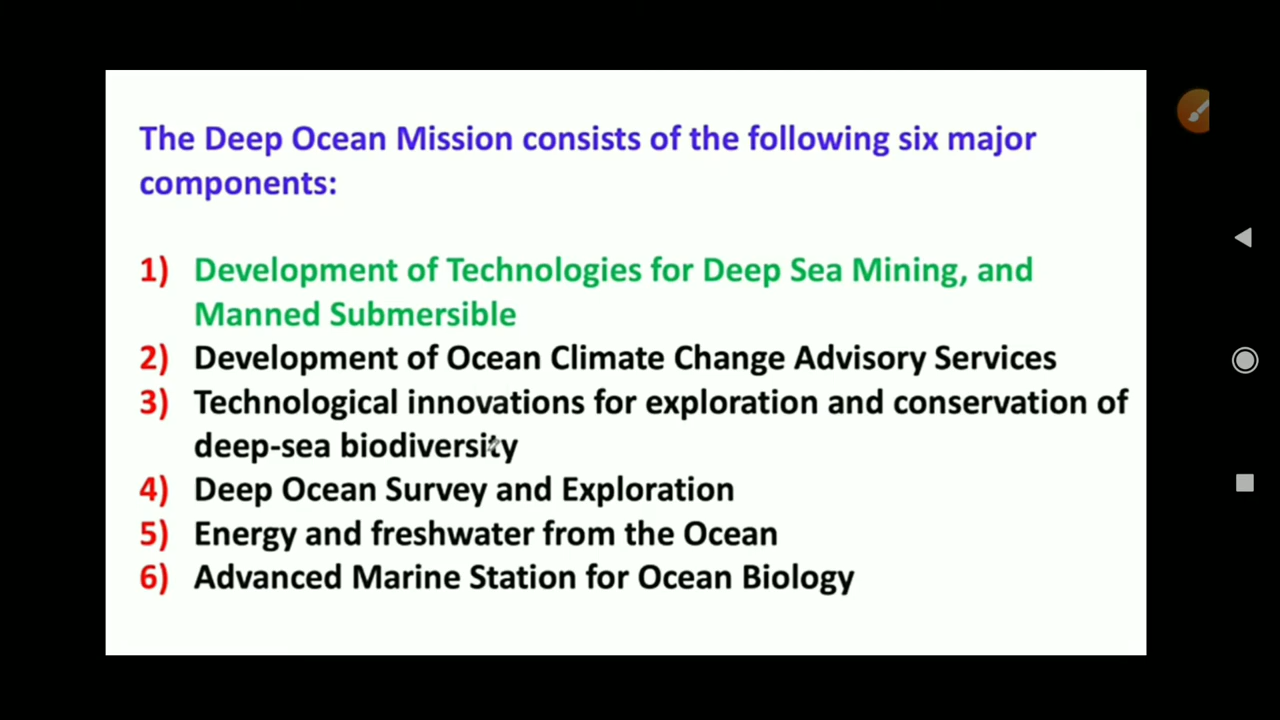 The Deep Ocean Mission consists of the following six major
components:
1) Development of Technologies for Deep Sea Mining, and
Manned Submersible
2) Development of Ocean Climate Change Advisory Services
3) Technological innovations for exploration and conservation of
deep-sea biodiversity
4) Deep Ocean Survey and Exploration
5) Energy and freshwater from the Ocean
6) Advanced Marine Station for Ocean Biology